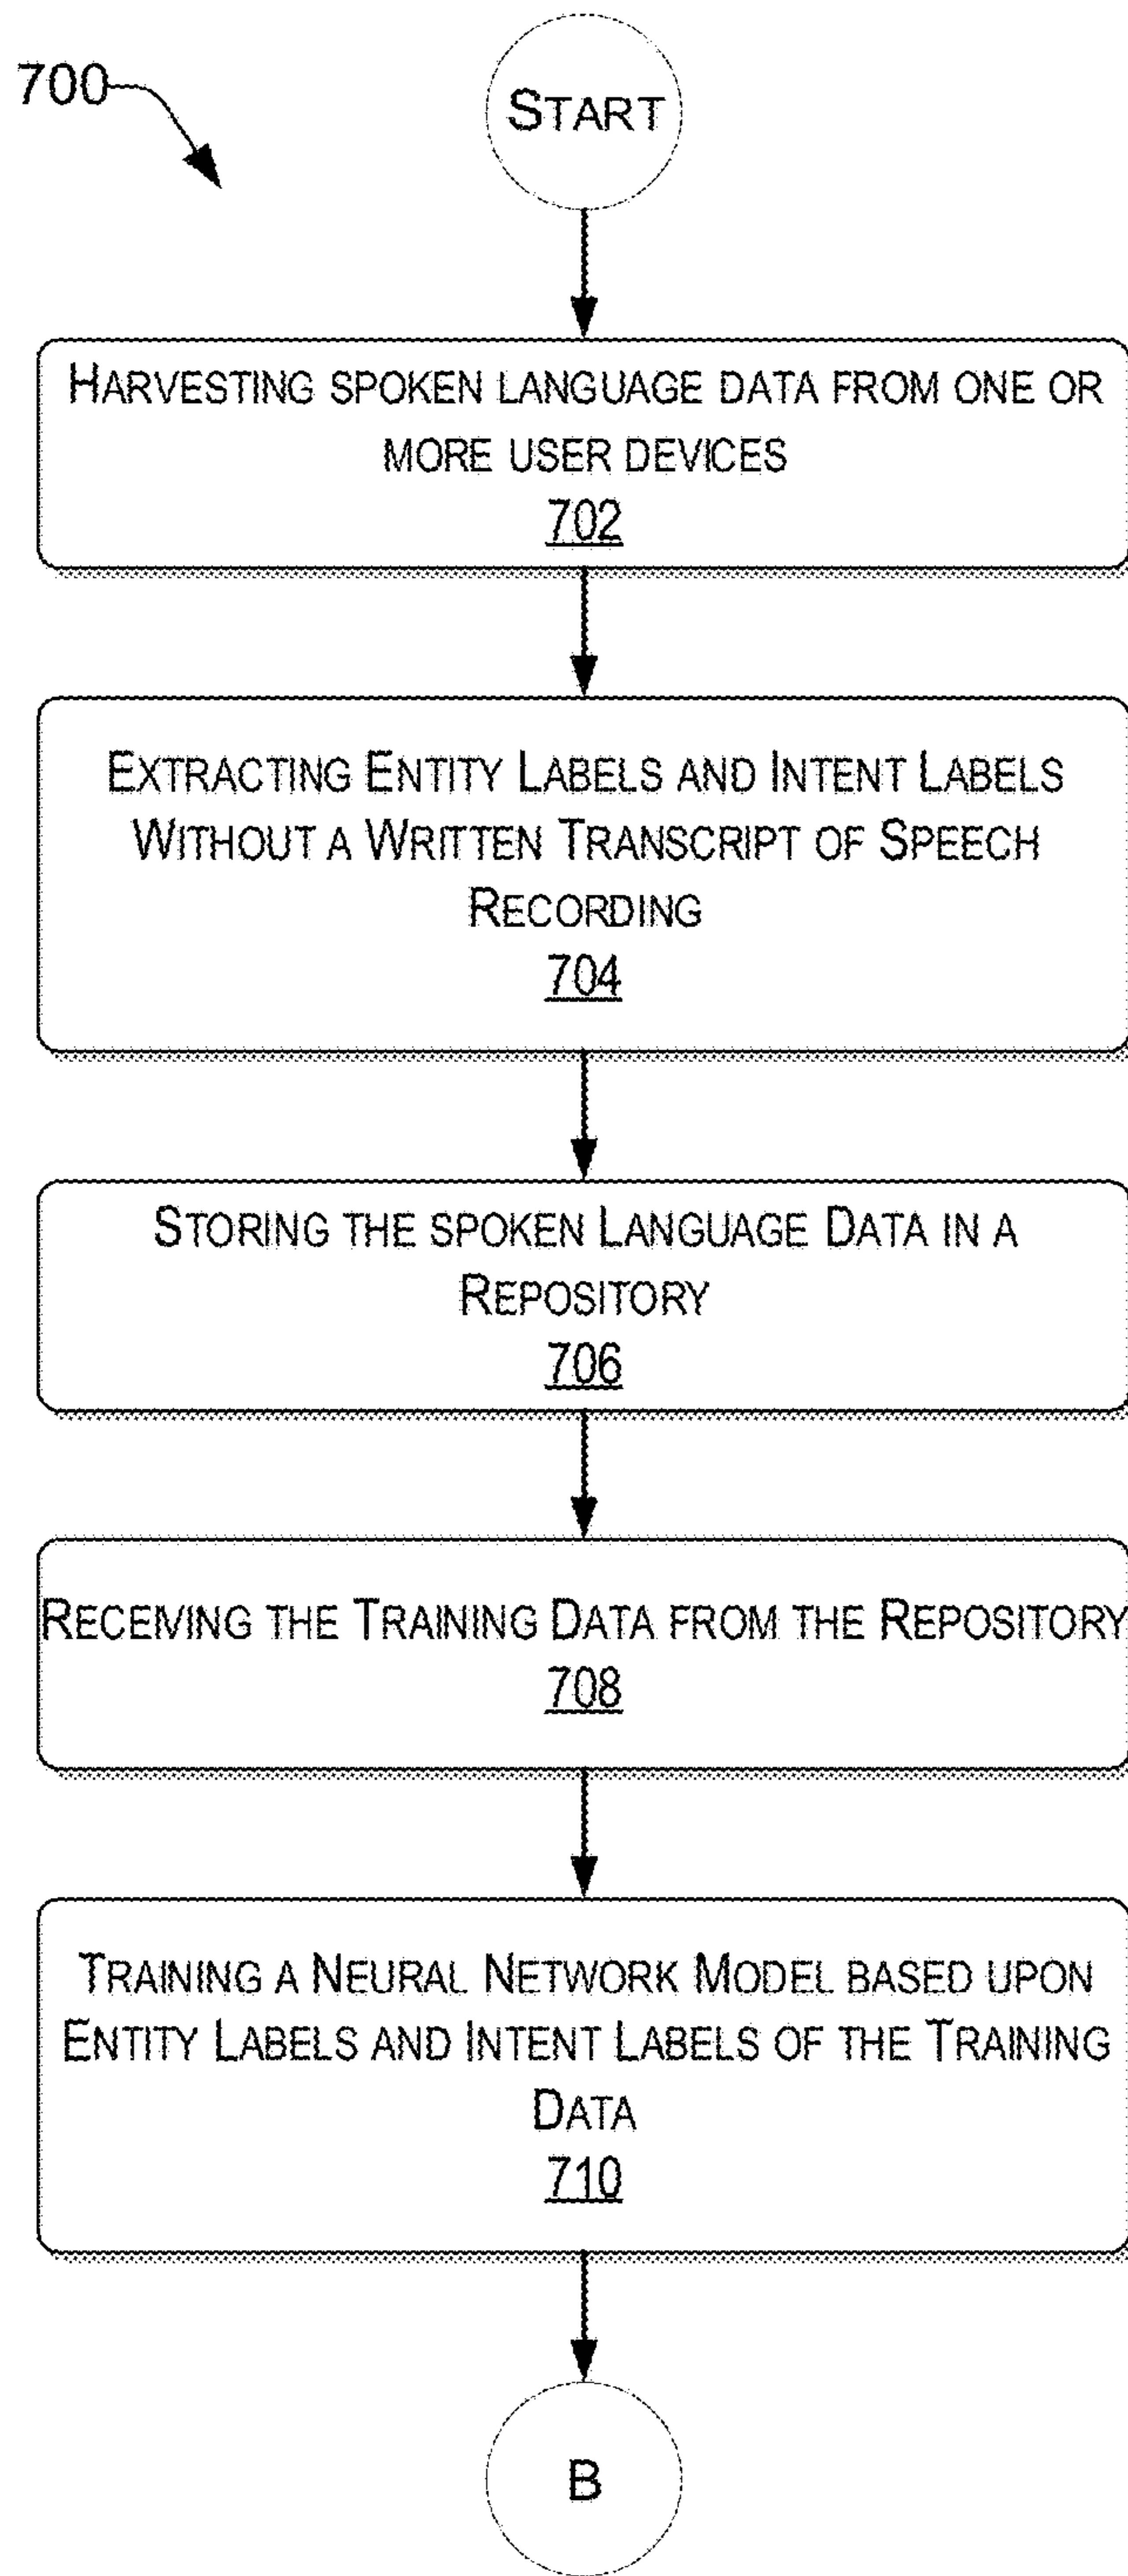 700
START
HARVESTING SPOKEN LANGUAGE DATA FROM ONE OR
MORE USER DEVICES
702
EXTRACTING ENTITY LABELS AND INTENT LABELS
WITHOUT A WRITTEN TRANSCRIPT OF SPEECH
RECORDING
704
STORING THE SPOKEN LANGUAGE DATA IN A
REPOSITORY
706
RECEIVING THE TRAINING DATA FROM THE REPOSITORY
708
TRAINING A NEURAL NETWORK MODEL BASED UPON
ENTITY LABELS AND INTENT LABELS OF THE TRAINING
DATA
710
B